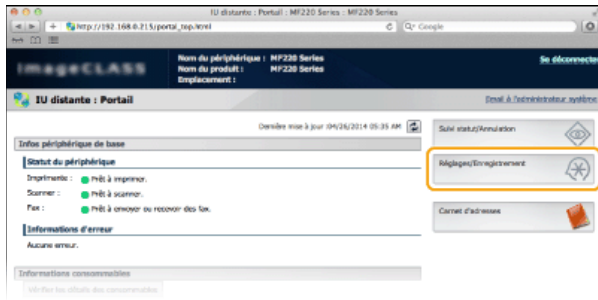 IU distante : Portail : MF220 Series : MF220 Series
http://192.168.0.215/portal_top.html
Google
imageCLASS
Nom du périphérique : MF220 Series
Nom du produit : MF220 Series
Emplacement :
Se déconnecter
IU distante : Portail
Email à l'administrateur système
Dernière mise à jour :04/26/2014 05:35 AM
Infos périphérique de base
Statut du périphérique
Imprimante : Prêt à imprimer.
Scanner : Prêt à scanner.
Fax : Prêt à envoyer ou recevoir des fax.
Informations d'erreur
Aucune erreur.
Informations consommables
Vérifier les détails des consommables
Suivi statut/Annulation
Réglages/Enregistrement
Carnet d'adresses